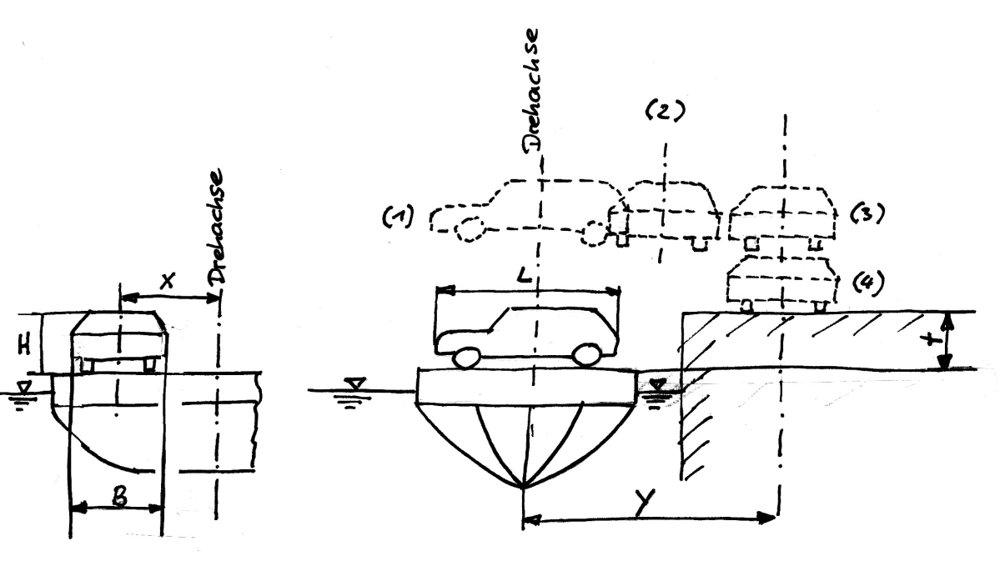 Drehachse
x
H
B
Drehachse
(1)
(2)
(3)
(4)
L
t
y